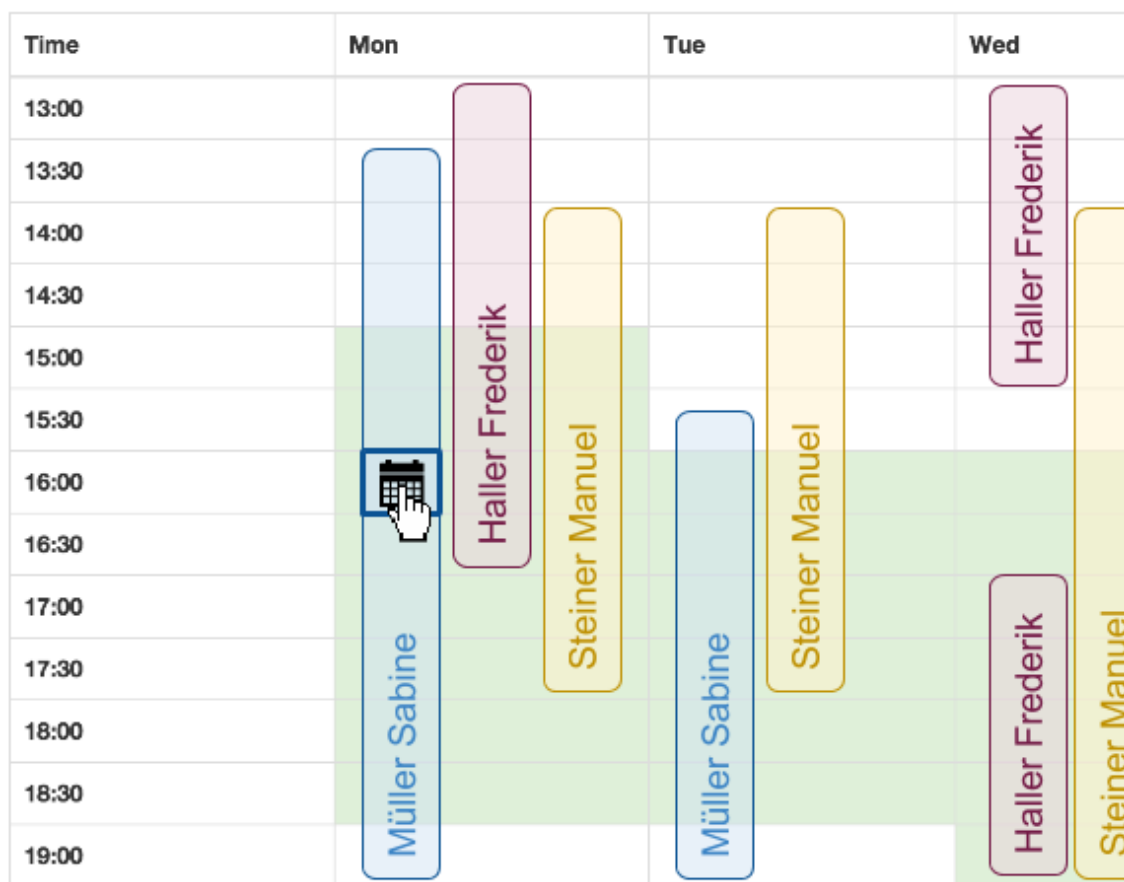 Time Mon Tue Wed
13:00
13:30
14:00
14:30
15:00
15:30
16:00
16:30
17:00
17:30
18:00
18:30
19:00
Müller Sabine
Haller Frederik
Steiner Manuel
Müller Sabine
Steiner Manuel
Haller Frederik
Haller Frederik
Steiner Manuel